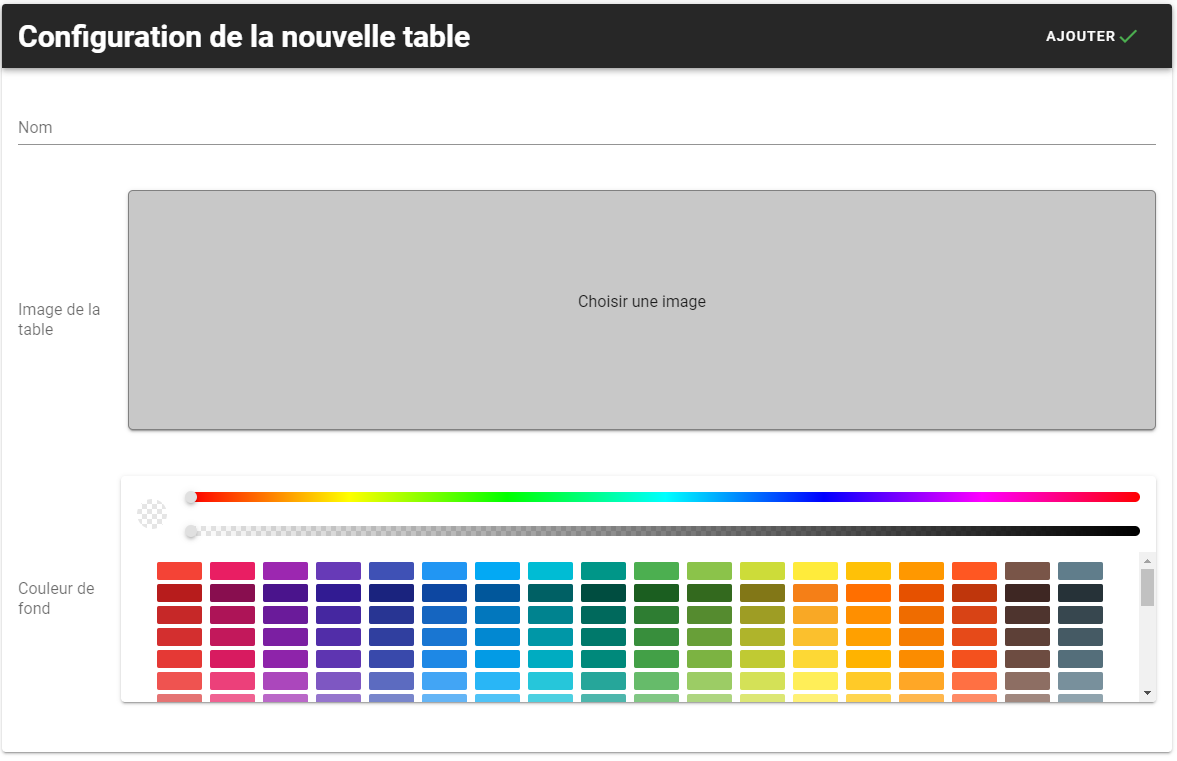 Configuration de la nouvelle table
AJOUTER
Nom
Image de la
table
Choisir une image
Couleur de
fond